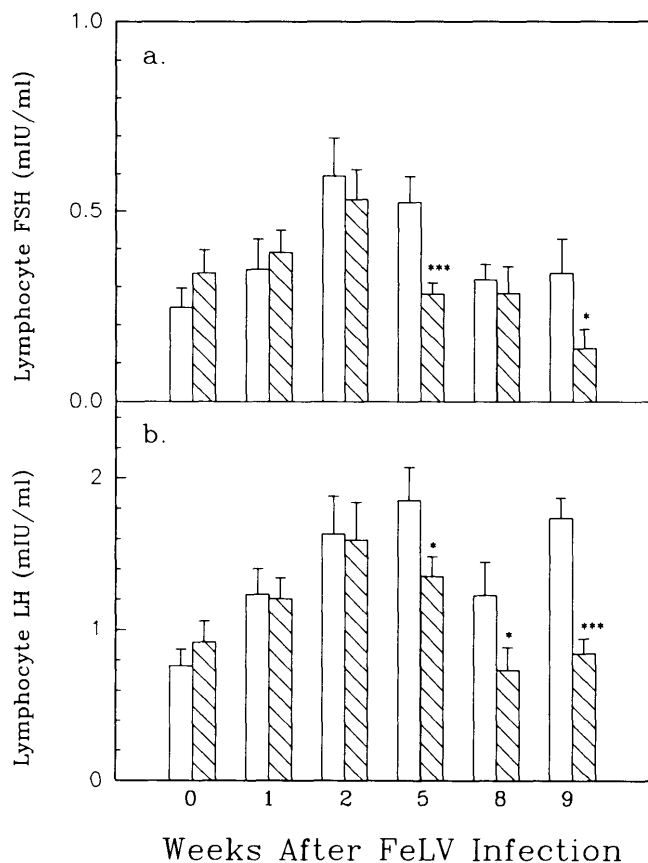 1.0
a.
0.5
***
*
0.0
Lymphocyte FSH (mIU/ml)
b.
2
*
*
***
1
0
Lymphocyte LH (mIU/ml)
0 1 2 5 8 9
Weeks After FeLV Infection